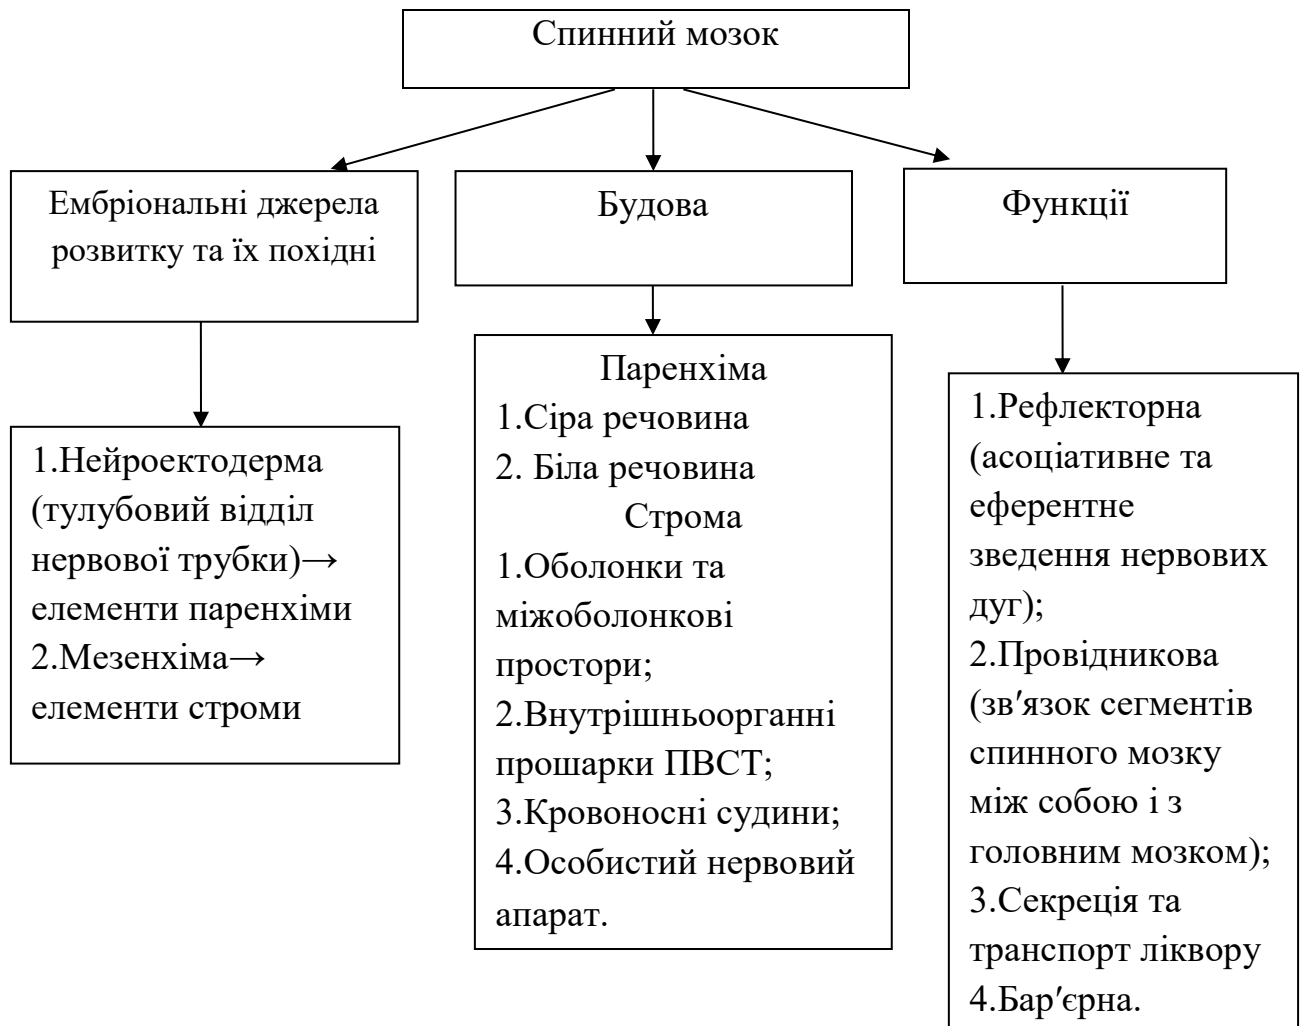 Спинний мозок
Ембріональні джерела
розвитку та їх похідні
Будова
Функції
1.Нейроектодерма
(тулубовий відділ
нервової трубки)→
елементи паренхіми
2.Мезенхіма→
елементи строми
Паренхіма
1.Сіра речовина
2. Біла речовина
Строма
1.Оболонки та
міжоболонкові
простори;
2.Внутрішньоорганні
прошарки ПВСТ;
3.Кровоносні судини;
4.Особистий нервовий
апарат.
1.Рефлекторна
(асоціативне та
еферентне
зведення нервових
дуг);
2.Провідникова
(зв′язок сегментів
спинного мозку
між собою і з
головним мозком);
3.Секреція та
транспорт ліквору
4.Бар′єрна.